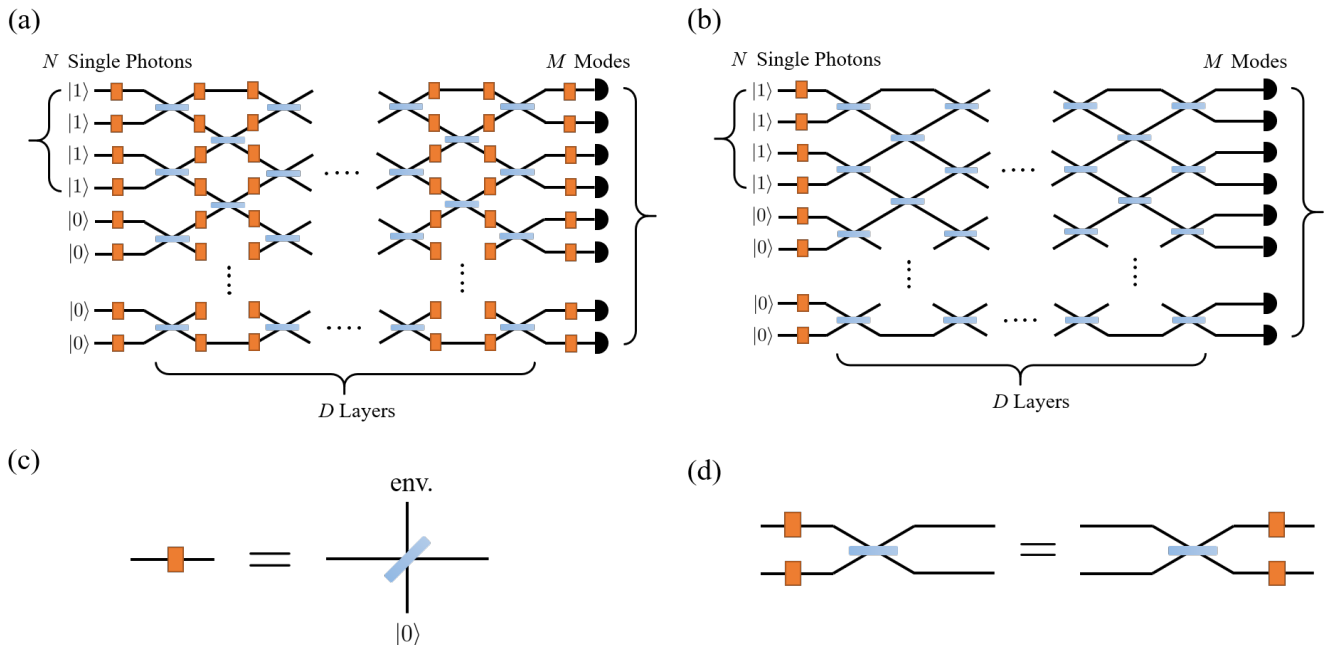 (a)
N Single Photons
M Modes
|1⟩
|1⟩
|1⟩
|1⟩
|0⟩
|0⟩
|0⟩
|0⟩
D Layers
(b)
N Single Photons
M Modes
|1⟩
|1⟩
|1⟩
|1⟩
|0⟩
|0⟩
|0⟩
|0⟩
D Layers
(c)
env.
|0⟩
(d)